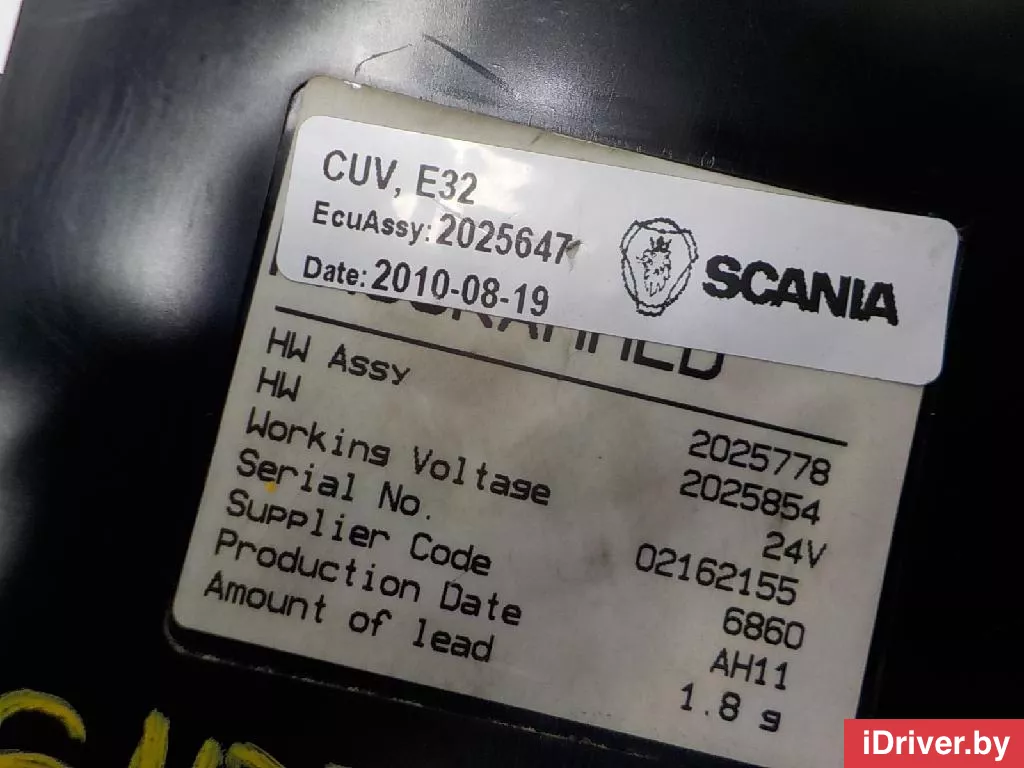 CUV, E32
EcuAssy: 2025647
Date: 2010-08-19
SCANIA
HW Assy 2025778
HW 2025854
Working Voltage 24V
Serial No. 02162155
Supplier Code 6860
Production Date AH11
Amount of lead 1.8 g
iDriver.by